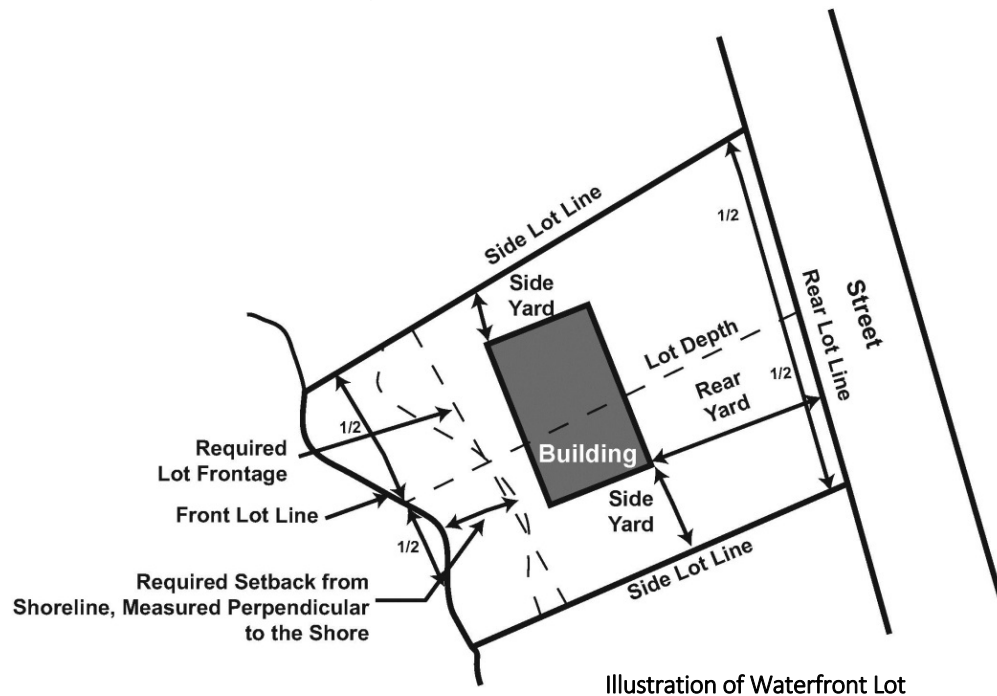 Side Lot Line
1/2
Street
Rear Lot Line
Side
Yard
Lot Depth
1/2
Rear
Yard
1/2
Required
Lot Frontage
Building
Front Lot Line
Side
Yard
1/2
Side Lot Line
Required Setback from
Shoreline, Measured Perpendicular
to the Shore
Illustration of Waterfront Lot